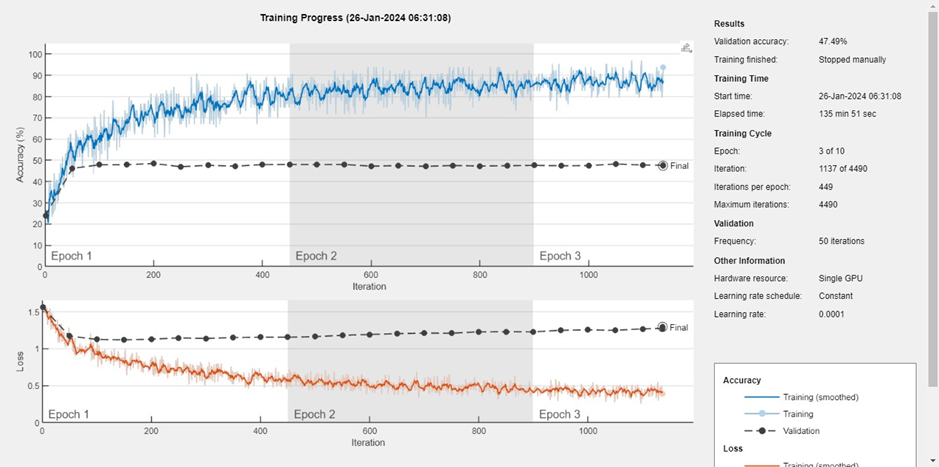 Training Progress (26-Jan-2024 06:31:08)
Accuracy (%)
100
90
80
70
60
50
40
30
20
10
0
Final
Epoch 1
Epoch 2
Epoch 3
0
200
400
600
800
1000
Iteration
Loss
1.5
1
0.5
0
Final
Epoch 1
Epoch 2
Epoch 3
0
200
400
600
800
1000
Iteration
Results
Validation accuracy: 47.49%
Training finished: Stopped manually
Training Time
Start time: 26-Jan-2024 06:31:08
Elapsed time: 135 min 51 sec
Training Cycle
Epoch: 3 of 10
Iteration: 1137 of 4490
Iterations per epoch: 449
Maximum iterations: 4490
Validation
Frequency: 50 iterations
Other Information
Hardware resource: Single GPU
Learning rate schedule: Constant
Learning rate: 0.0001
Accuracy
Training (smoothed)
Training
Validation
Loss
Training (smoothed)